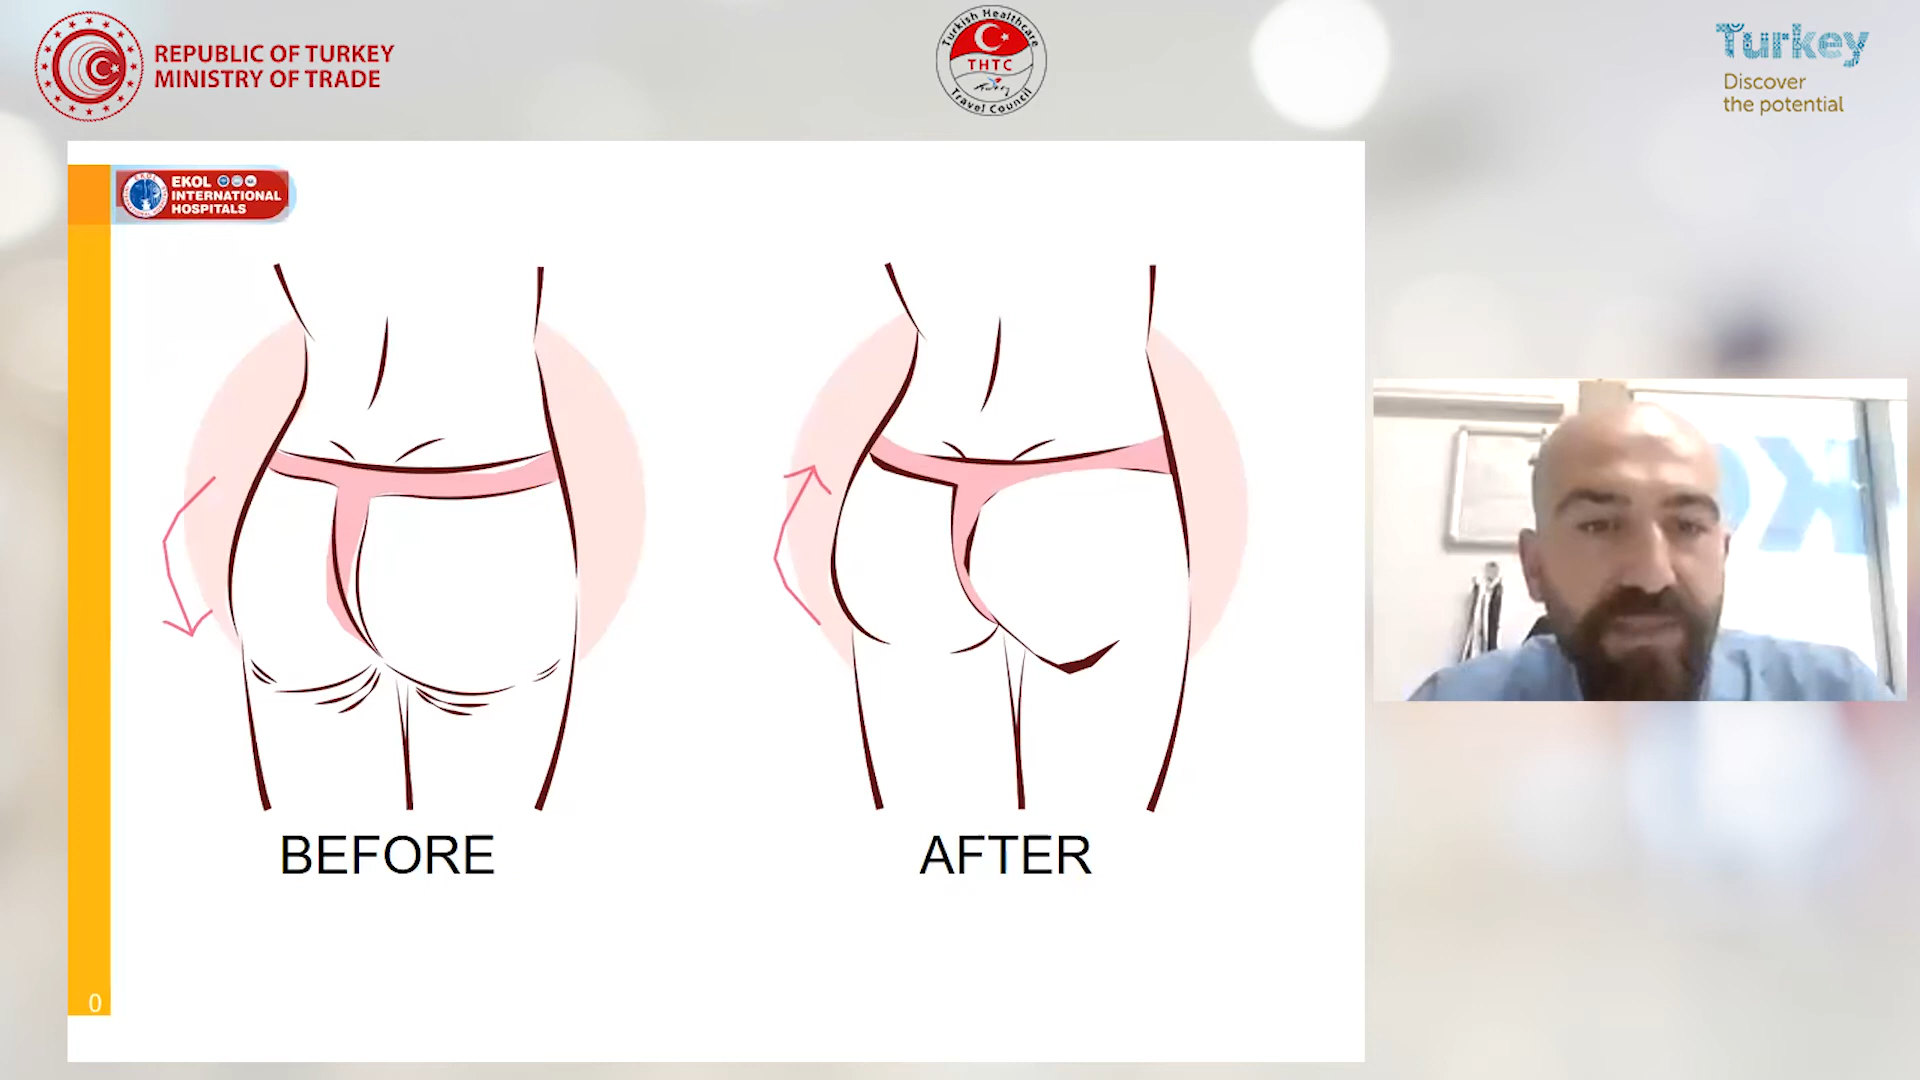 REPUBLIC OF TURKEY
MINISTRY OF TRADE
Turkish Healthcare
THTC
Travel Council
Turkey
Discover
the potential
EKOL
INTERNATIONAL
HOSPITALS
BEFORE
AFTER
0